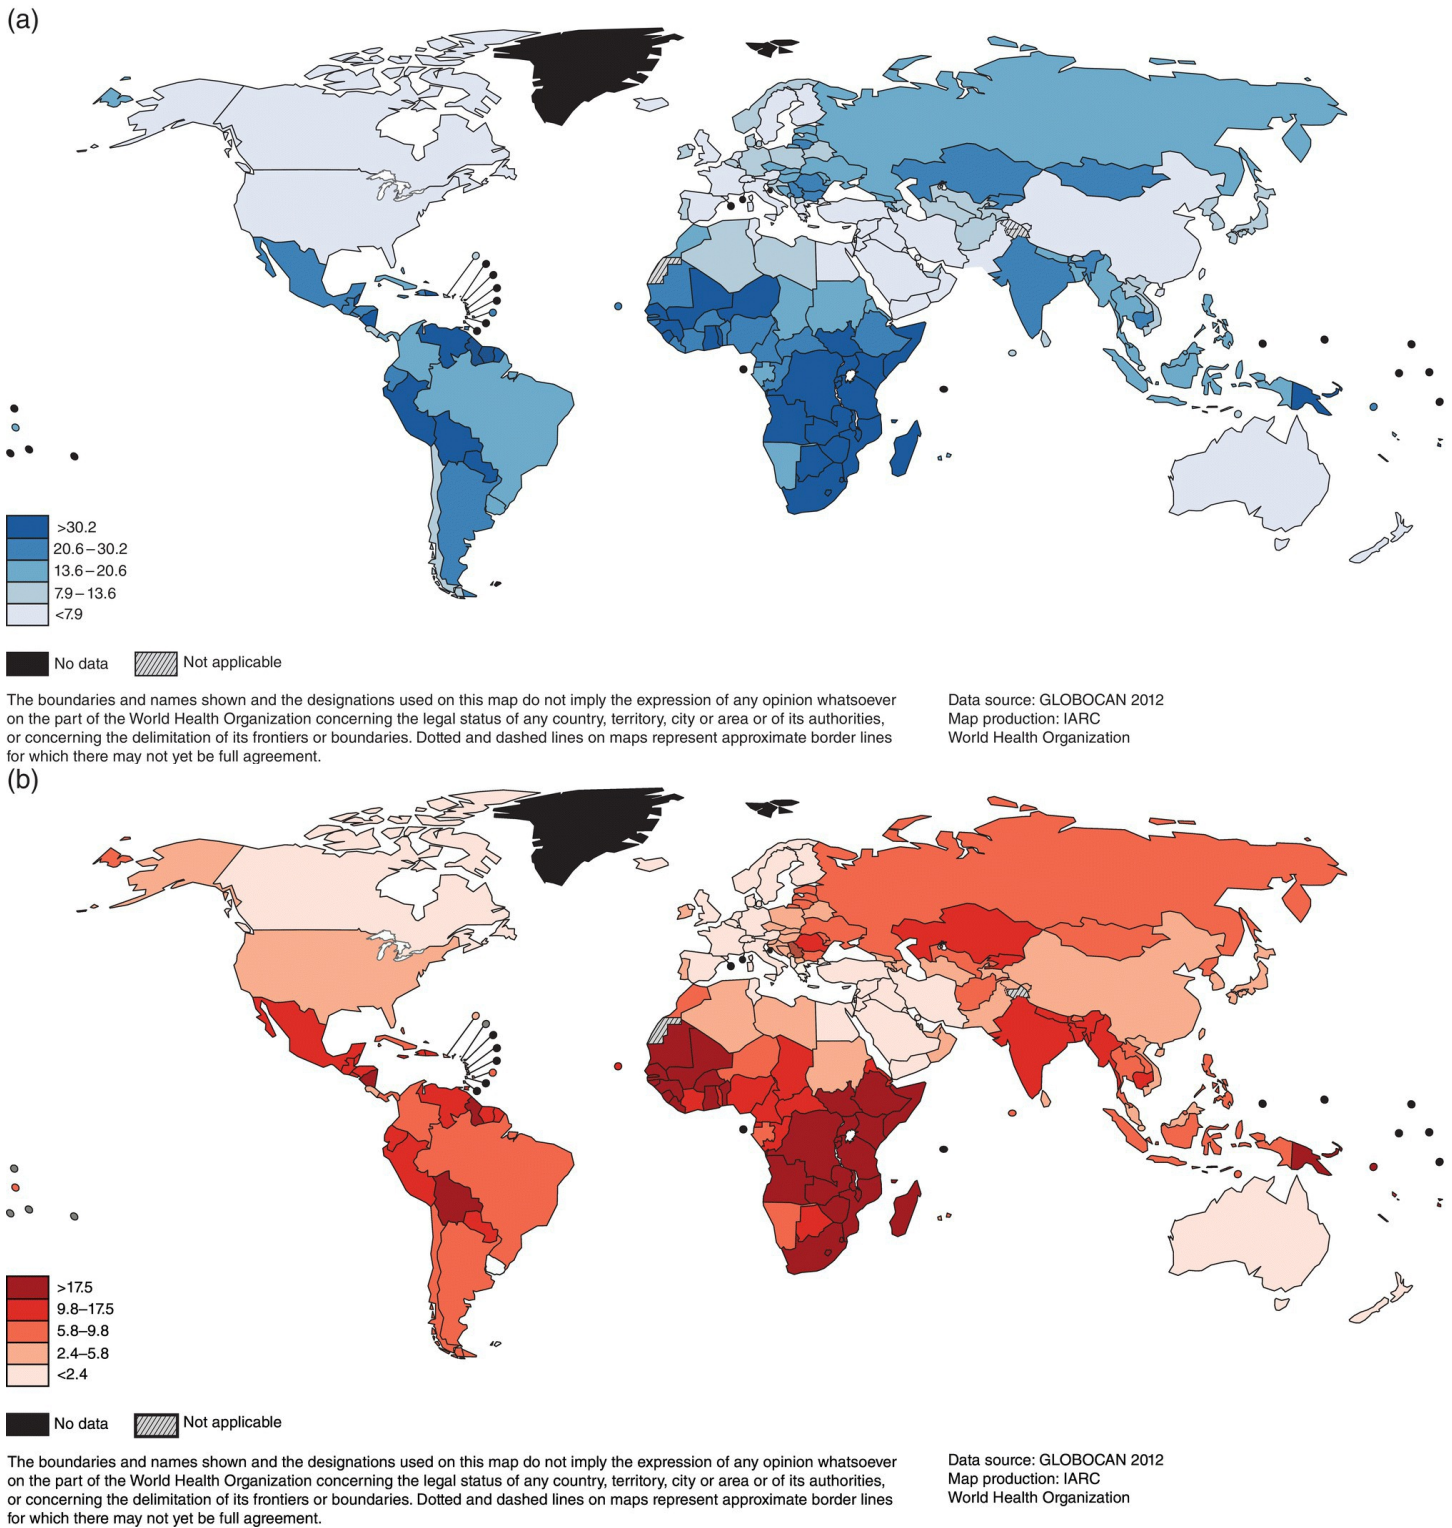 (a)
>30.2
20.6–30.2
13.6–20.6
7.9–13.6
<7.9
No data
Not applicable
The boundaries and names shown and the designations used on this map do not imply the expression of any opinion whatsoever
on the part of the World Health Organization concerning the legal status of any country, territory, city or area or of its authorities,
or concerning the delimitation of its frontiers or boundaries. Dotted and dashed lines on maps represent approximate border lines
for which there may not yet be full agreement.
Data source: GLOBOCAN 2012
Map production: IARC
World Health Organization
(b)
>17.5
9.8–17.5
5.8–9.8
2.4–5.8
<2.4
No data
Not applicable
The boundaries and names shown and the designations used on this map do not imply the expression of any opinion whatsoever
on the part of the World Health Organization concerning the legal status of any country, territory, city or area or of its authorities,
or concerning the delimitation of its frontiers or boundaries. Dotted and dashed lines on maps represent approximate border lines
for which there may not yet be full agreement.
Data source: GLOBOCAN 2012
Map production: IARC
World Health Organization